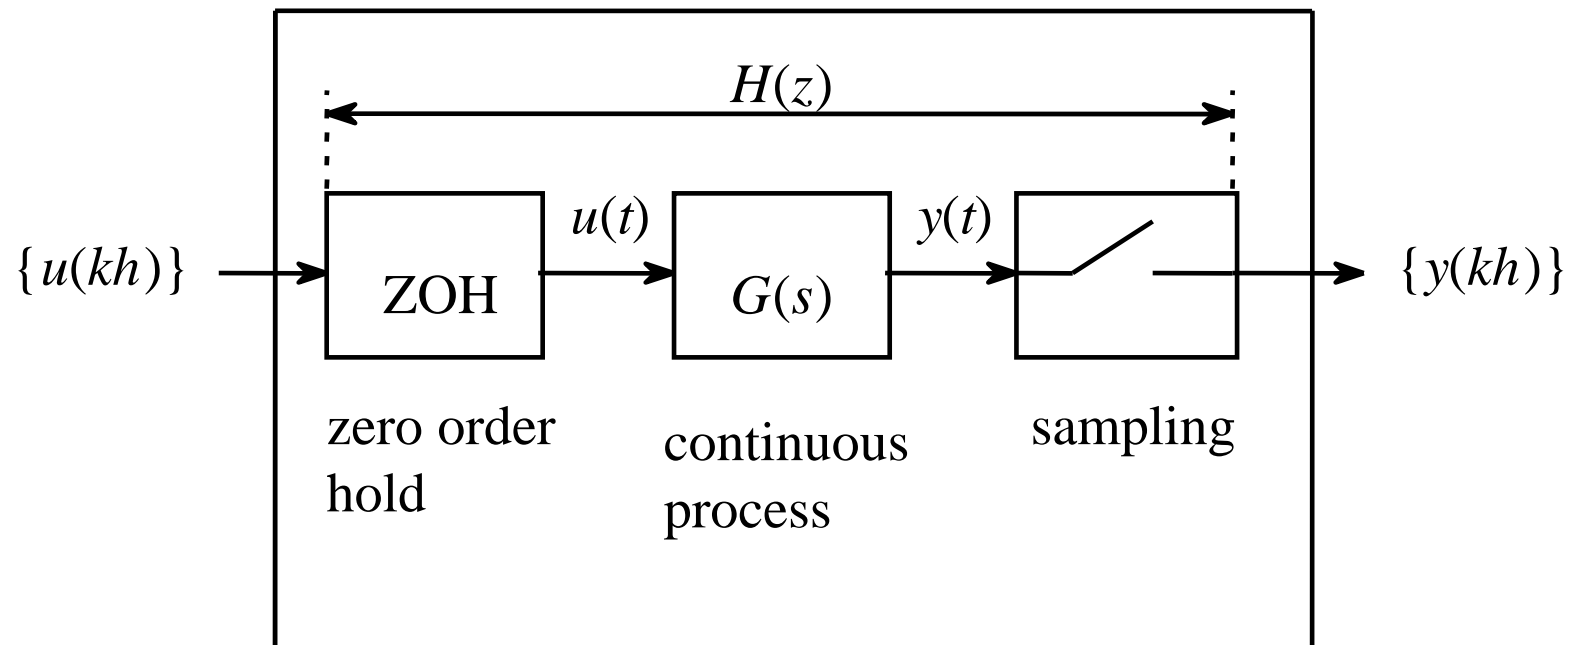 H(z)
u(t)
y(t)
{u(kh)}
ZOH
G(s)
{y(kh)}
zero order
hold
continuous
process
sampling